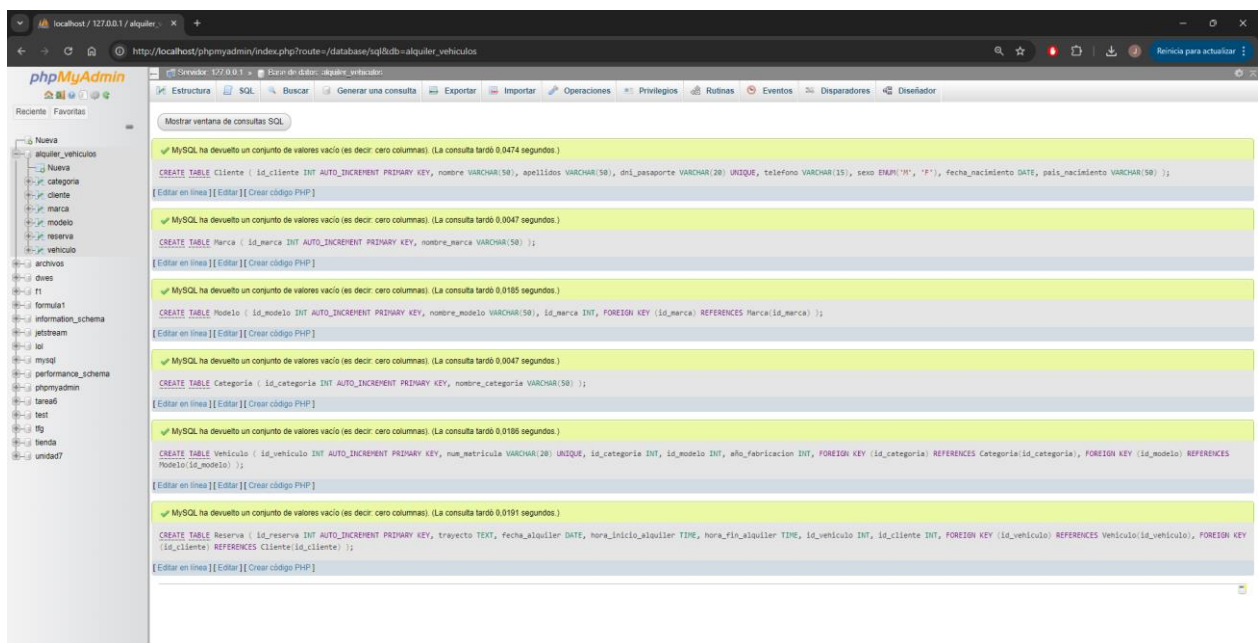 localhost / 127.0.0.1 / alquiler_
http://localhost/phpmyadmin/index.php?route=/database/sql&db=alquiler_vehiculos
Reinicia para actualizar
phpMyAdmin
Reciente Favoritas
Nueva
alquiler_vehiculos
Nueva
categoria
cliente
marca
modelo
reserva
vehiculo
archivos
dwes
f1
formula1
information_schema
jetstream
lol
mysql
performance_schema
phpmyadmin
tarea6
test
tfg
tienda
unidad7
Servidor: 127.0.0.1 » Base de datos: alquiler_vehiculos
Estructura SQL Buscar Generar una consulta Exportar Importar Operaciones Privilegios Rutinas Eventos Disparadores Diseñador
Mostrar ventana de consultas SQL
MySQL ha devuelto un conjunto de valores vacío (es decir: cero columnas). (La consulta tardó 0,0474 segundos.)
CREATE TABLE Cliente ( id_cliente INT AUTO_INCREMENT PRIMARY KEY, nombre VARCHAR(50), apellidos VARCHAR(50), dni_pasaporte VARCHAR(20) UNIQUE, telefono VARCHAR(15), sexo ENUM('M', 'F'), fecha_nacimiento DATE, pais_nacimiento VARCHAR(50) );
[ Editar en línea ] [ Editar ] [ Crear código PHP ]
MySQL ha devuelto un conjunto de valores vacío (es decir: cero columnas). (La consulta tardó 0,0047 segundos.)
CREATE TABLE Marca ( id_marca INT AUTO_INCREMENT PRIMARY KEY, nombre_marca VARCHAR(50) );
[ Editar en línea ] [ Editar ] [ Crear código PHP ]
MySQL ha devuelto un conjunto de valores vacío (es decir: cero columnas). (La consulta tardó 0,0185 segundos.)
CREATE TABLE Modelo ( id_modelo INT AUTO_INCREMENT PRIMARY KEY, nombre_modelo VARCHAR(50), id_marca INT, FOREIGN KEY (id_marca) REFERENCES Marca(id_marca) );
[ Editar en línea ] [ Editar ] [ Crear código PHP ]
MySQL ha devuelto un conjunto de valores vacío (es decir: cero columnas). (La consulta tardó 0,0047 segundos.)
CREATE TABLE Categoria ( id_categoria INT AUTO_INCREMENT PRIMARY KEY, nombre_categoria VARCHAR(50) );
[ Editar en línea ] [ Editar ] [ Crear código PHP ]
MySQL ha devuelto un conjunto de valores vacío (es decir: cero columnas). (La consulta tardó 0,0186 segundos.)
CREATE TABLE Vehiculo ( id_vehiculo INT AUTO_INCREMENT PRIMARY KEY, num_matricula VARCHAR(20) UNIQUE, id_categoria INT, id_modelo INT, año_fabricacion INT, FOREIGN KEY (id_categoria) REFERENCES Categoria(id_categoria), FOREIGN KEY (id_modelo) REFERENCES
Modelo(id_modelo) );
[ Editar en línea ] [ Editar ] [ Crear código PHP ]
MySQL ha devuelto un conjunto de valores vacío (es decir: cero columnas). (La consulta tardó 0,0191 segundos.)
CREATE TABLE Reserva ( id_reserva INT AUTO_INCREMENT PRIMARY KEY, trayecto TEXT, fecha_alquiler DATE, hora_inicio_alquiler TIME, hora_fin_alquiler TIME, id_vehiculo INT, id_cliente INT, FOREIGN KEY (id_vehiculo) REFERENCES Vehiculo(id_vehiculo), FOREIGN KEY
(id_cliente) REFERENCES Cliente(id_cliente) );
[ Editar en línea ] [ Editar ] [ Crear código PHP ]